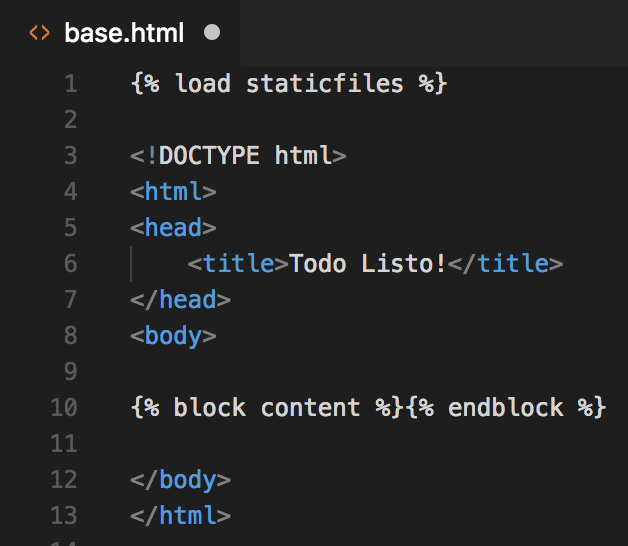 <> base.html
1 {% load staticfiles %}
2
3 <!DOCTYPE html>
4 <html>
5 <head>
6     <title>Todo Listo!</title>
7 </head>
8 <body>
9
10 {% block content %}{% endblock %}
11
12 </body>
13 </html>
14